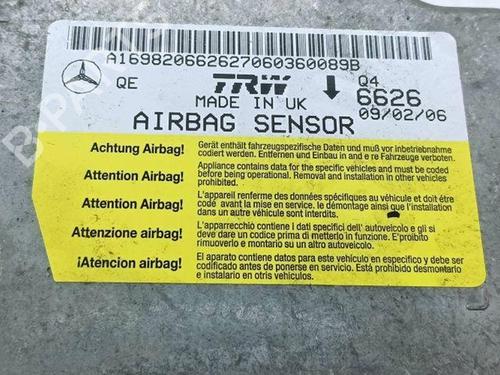 A169820662627060360089B
QE
TRW
Q4
MADE IN UK
6626
09/02/06
AIRBAG SENSOR
Achtung Airbag!
Gerät enthält fahrzeugspezifische Daten und muß vor Inbetriebnahme
codiert werden. Entfernen und Einbau in and re Fahrzeuge verboten.
Attention Airbag!
Appliance contains data for the specific vehicles and must be coded
before being operational. Removal and installation in other vehicles
prohibited.
Attention Airbag!
L'appareil renferme des données spécifiques au véhicule et doit être
codé avant la mise en service. le démontage ainsi que l'installation
dans un autre véhicule sont interdits.
Attenzione airbag!
L'apparecchio contiene i dati specifici dell' autoveicolo e gli si
deve dare un codice prima di metterlo in funzione. E'proibito
rimuoverlo e montario su un altro autoveicolo.
¡Atencion airbag!
El aparato contiene datos para un vehículo en especifico y debe ser
codificado antes de ponerse en servicio. Está prohibido desmontarlo
e instalarlo en otros vehículos.